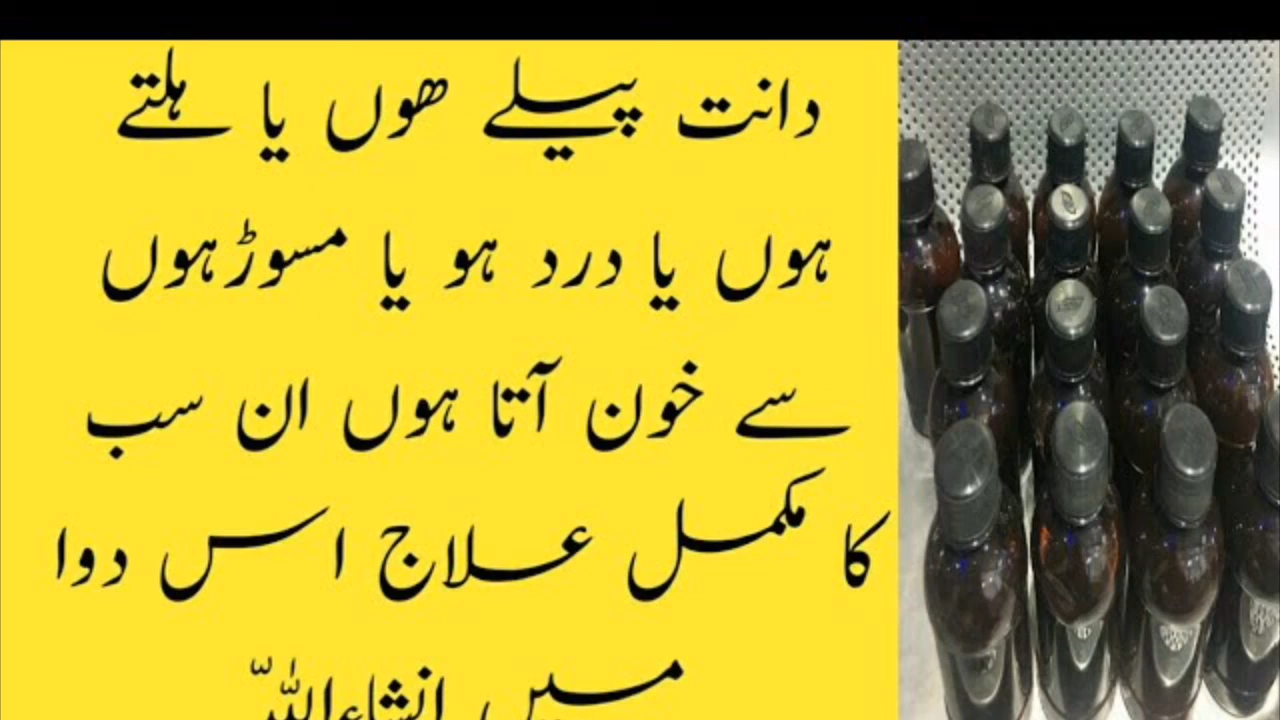 دانت پیلے ھوں یا ہلتے
ہوں یا درد ہو یا مسوڑہوں
سے خون آتا ہوں ان سب
کا مکمل علاج اس دوا
میں انشاءاللہ